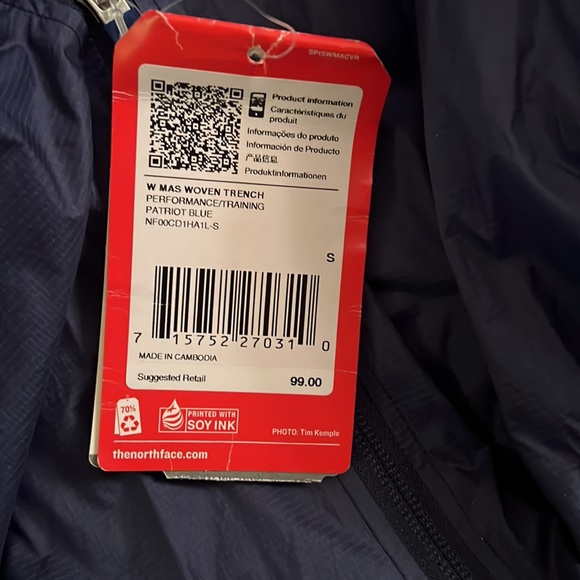 SPI5WMACVR
Product information
Caractéristiques du
produit
Informações do produto
Información de Producto
产品信息
Produktinformationen
W MAS WOVEN TRENCH
PERFORMANCE/TRAINING
PATRIOT BLUE
NF00CD1HA1L-S
S
7 15752 27031 0
MADE IN CAMBODIA
Suggested Retail 99.00
70%
PRINTED WITH
SOY INK
PHOTO: Tim Kemple
thenorthface.com